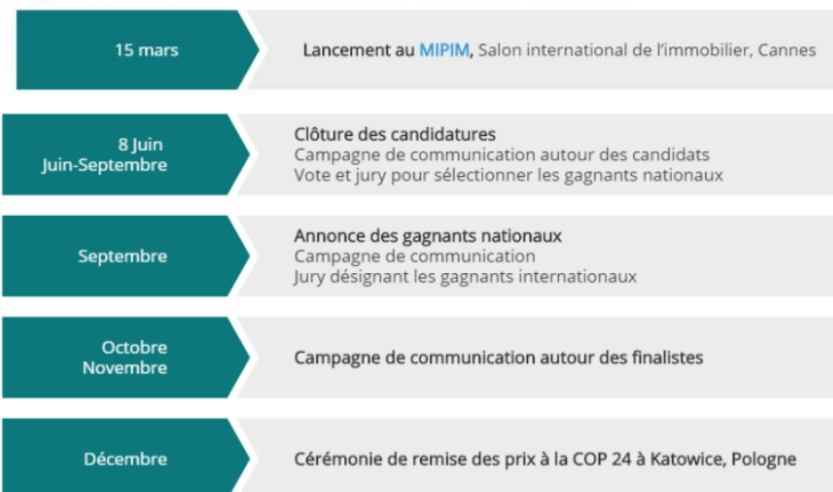 15 mars
Lancement au MIPIM, Salon international de l'immobilier, Cannes
8 Juin
Juin-Septembre
Clôture des candidatures
Campagne de communication autour des candidats
Vote et jury pour sélectionner les gagnants nationaux
Septembre
Annonce des gagnants nationaux
Campagne de communication
Jury désignant les gagnants internationaux
Octobre
Novembre
Campagne de communication autour des finalistes
Décembre
Cérémonie de remise des prix à la COP 24 à Katowice, Pologne